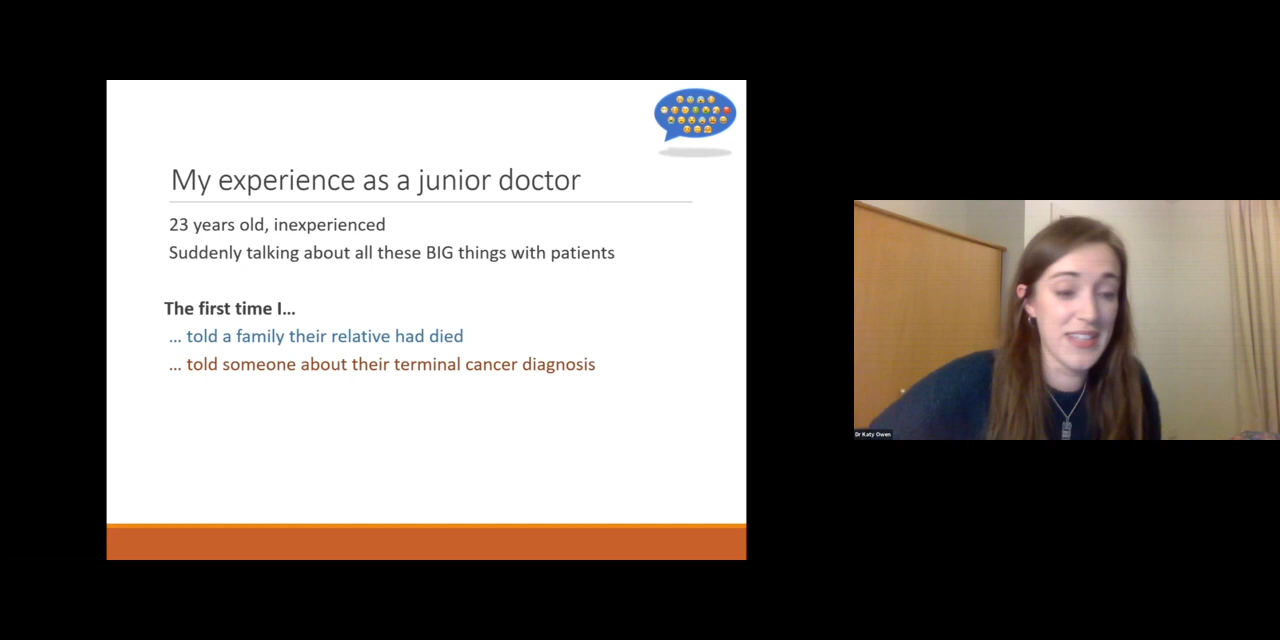 My experience as a junior doctor
23 years old, inexperienced
Suddenly talking about all these BIG things with patients
The first time I...
... told a family their relative had died
... told someone about their terminal cancer diagnosis
Dr Katy Owen